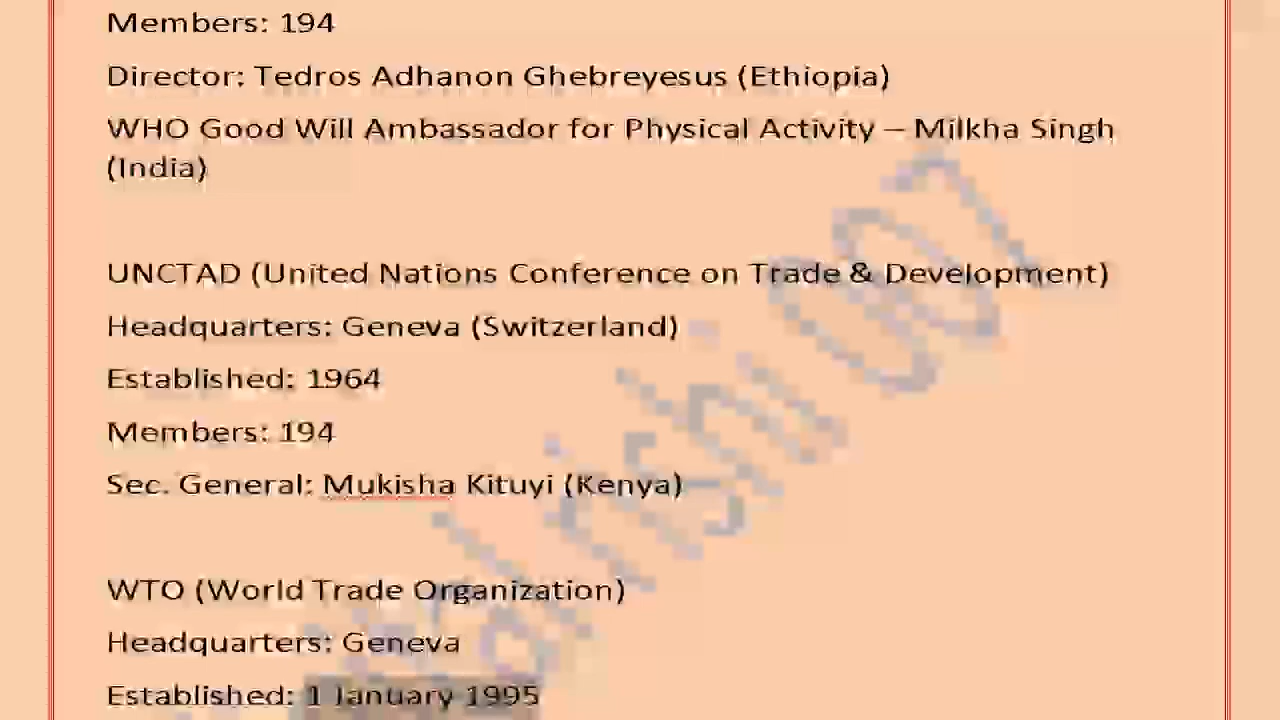 Members: 194
Director: Tedros Adhanon Ghebreyesus (Ethiopia)
WHO Good Will Ambassador for Physical Activity – Milkha Singh
(India)
UNCTAD (United Nations Conference on Trade & Development)
Headquarters: Geneva (Switzerland)
Established: 1964
Members: 194
Sec. General: Mukisha Kituyi (Kenya)
WTO (World Trade Organization)
Headquarters: Geneva
Established: 1 January 1995